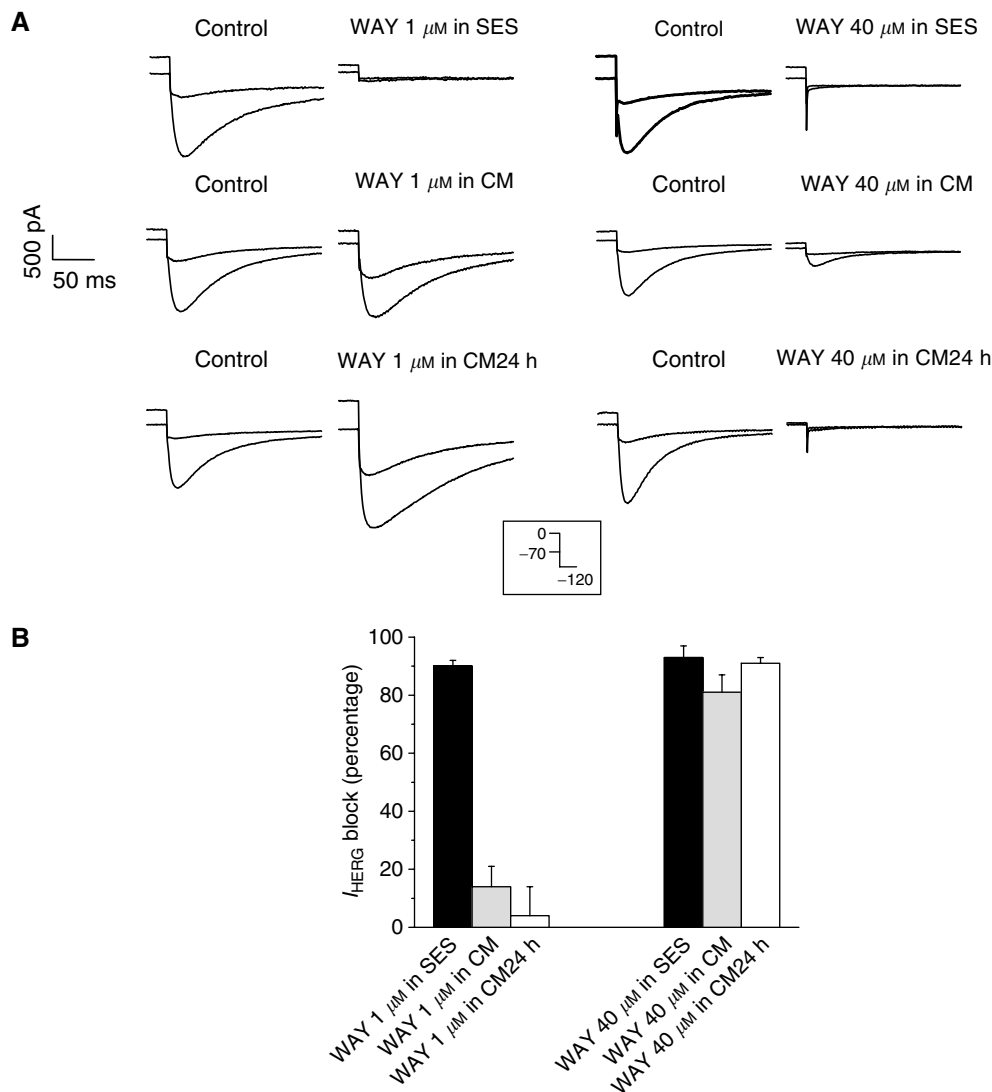 A
Control
WAY 1 μM in SES
Control
WAY 40 μM in SES
Control
WAY 1 μM in CM
Control
WAY 40 μM in CM
500 pA
50 ms
Control
WAY 1 μM in CM24 h
Control
WAY 40 μM in CM24 h
0
−70
−120
B
IHERG block (percentage)
100
80
60
40
20
0
WAY 1 μM in SES
WAY 1 μM in CM
WAY 1 μM in CM24 h
WAY 40 μM in SES
WAY 40 μM in CM
WAY 40 μM in CM24 h